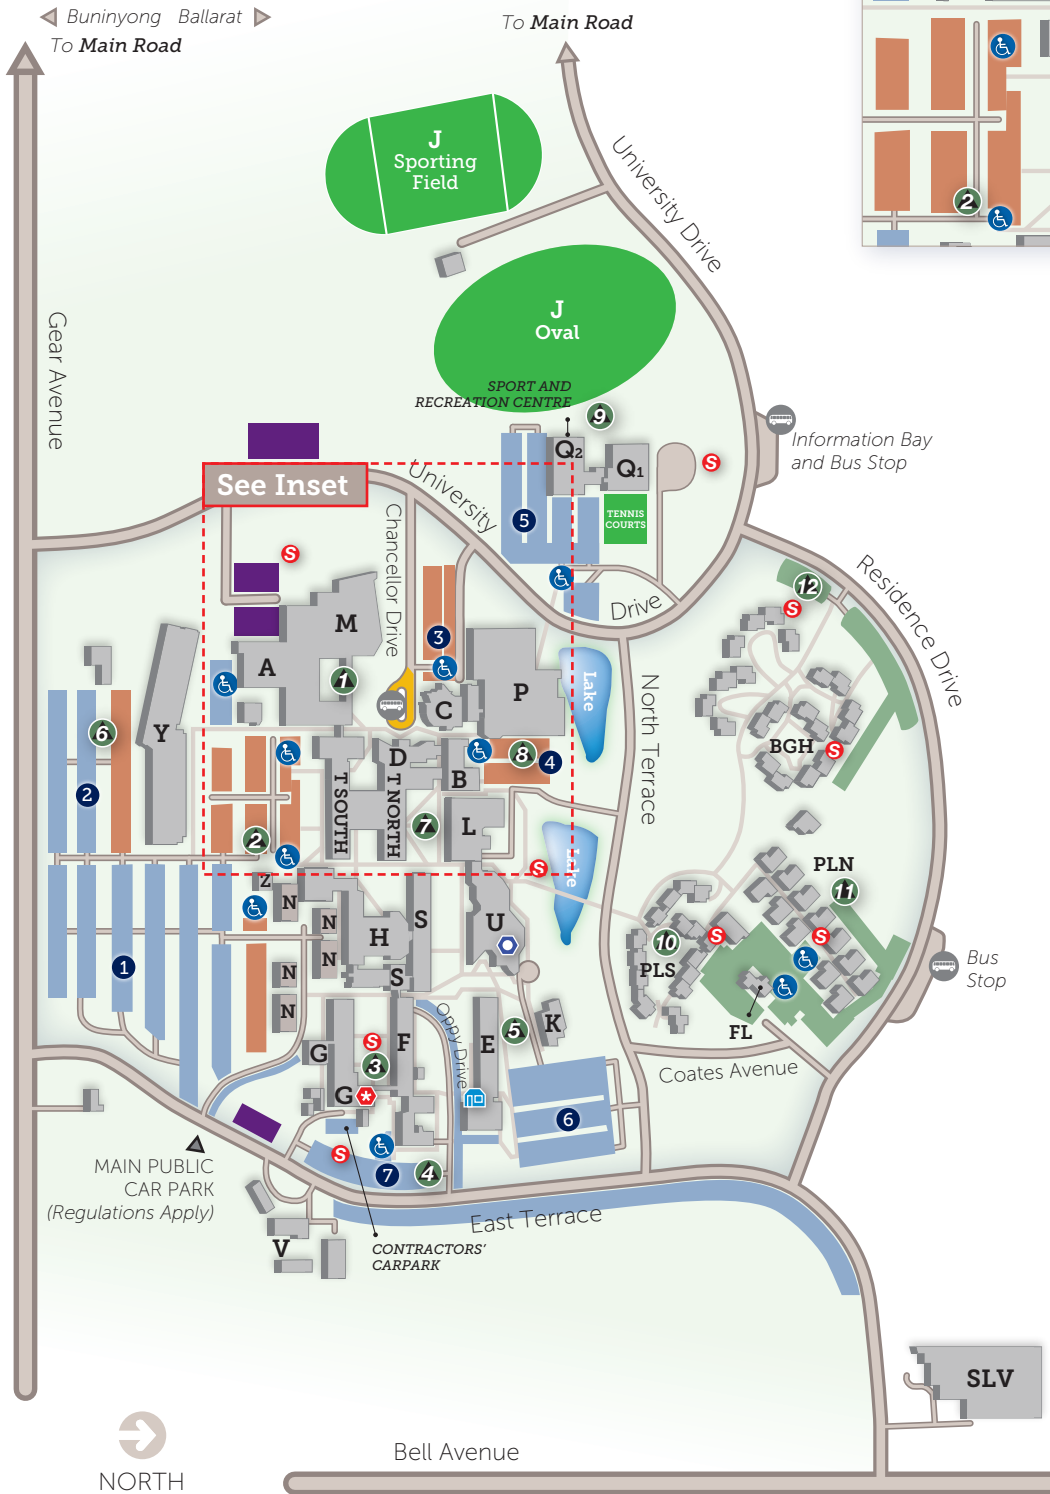 Buninyong Ballarat
To Main Road
To Main Road
J
Sporting
Field
University Drive
2
J
Oval
Gear Avenue
SPORT AND
RECREATION CENTRE
9
Information Bay
and Bus Stop
Q2
Q1
S
See Inset
University
Drive
5
TENNIS
COURTS
Chancellor Drive
S
Residence Drive
12
S
3
M
A
1
C
P
Lake
North Terrace
6
Y
2
BGH
S
D
B
8
4
T SOUTH
T NORTH
7
L
2
S
Lake
PLN
11
Z
N
N
N
N
N
H
S
S
U
10
PLS
S
S
1
Bus
Stop
FL
Oppy Drive
G
S
3
F
E
5
K
G
Coates Avenue
6
MAIN PUBLIC
CAR PARK
(Regulations Apply)
S
7
4
East Terrace
V
CONTRACTORS'
CARPARK
SLV
NORTH
Bell Avenue